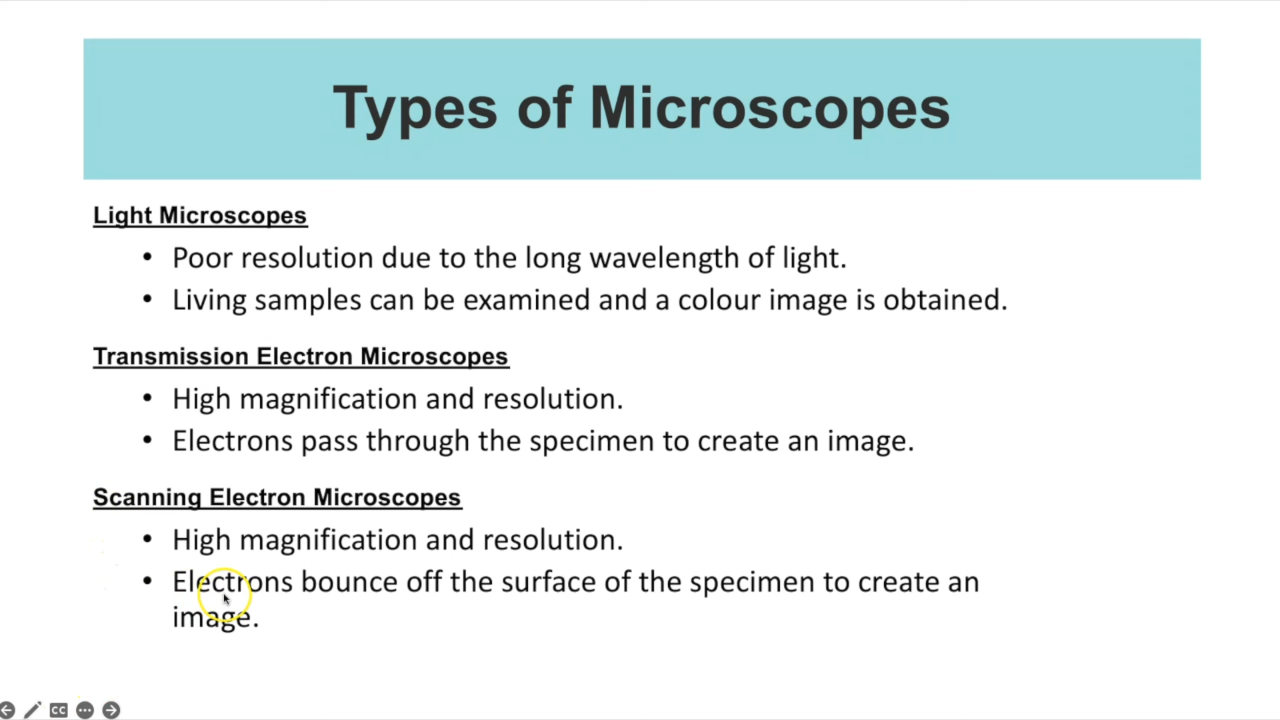 Types of Microscopes
Light Microscopes
• Poor resolution due to the long wavelength of light.
• Living samples can be examined and a colour image is obtained.
Transmission Electron Microscopes
• High magnification and resolution.
• Electrons pass through the specimen to create an image.
Scanning Electron Microscopes
• High magnification and resolution.
• Electrons bounce off the surface of the specimen to create an
image.
CC